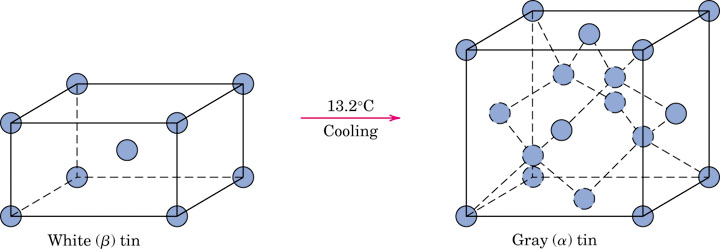 13.2°C
Cooling
White (β) tin
Gray (α) tin